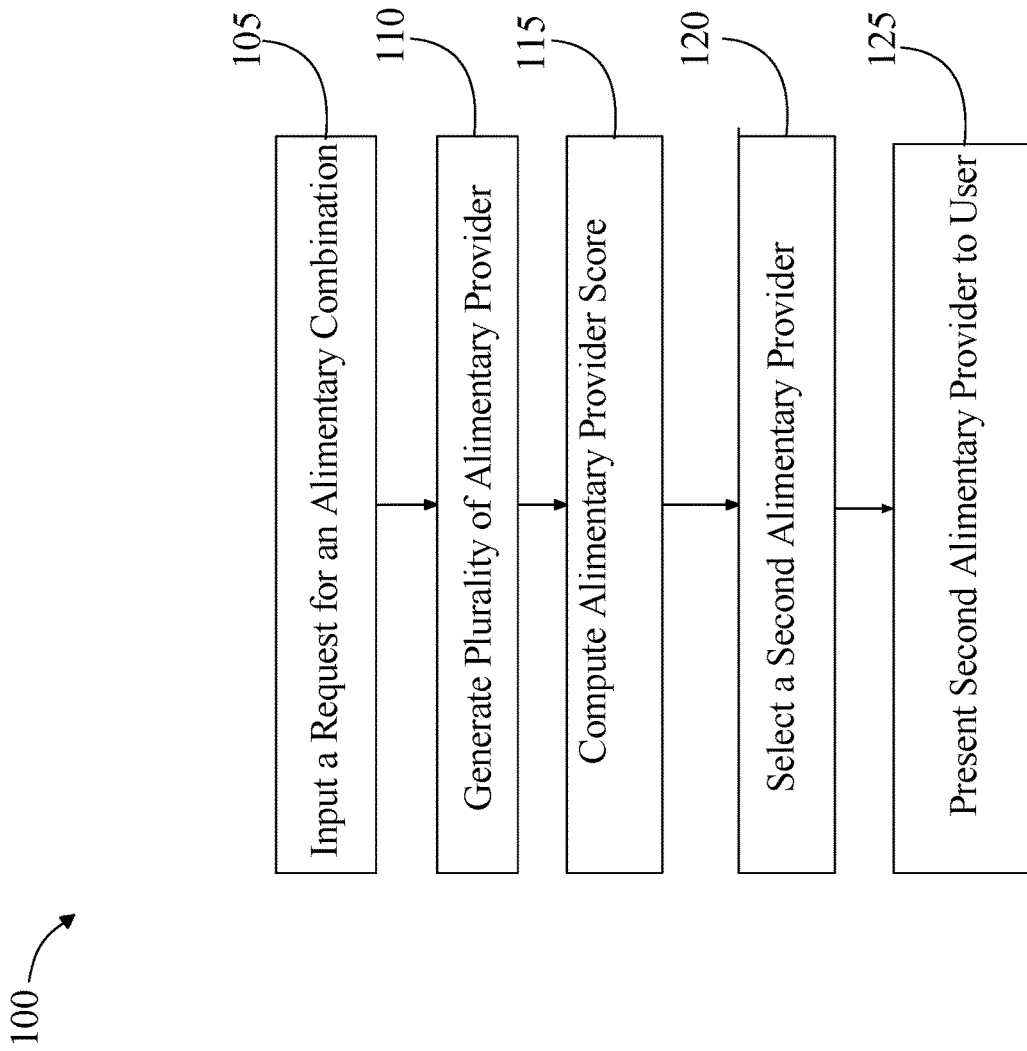 100
Input a Request for an Alimentary Combination
105
Generate Plurality of Alimentary Provider
110
Compute Alimentary Provider Score
115
Select a Second Alimentary Provider
120
Present Second Alimentary Provider to User
125